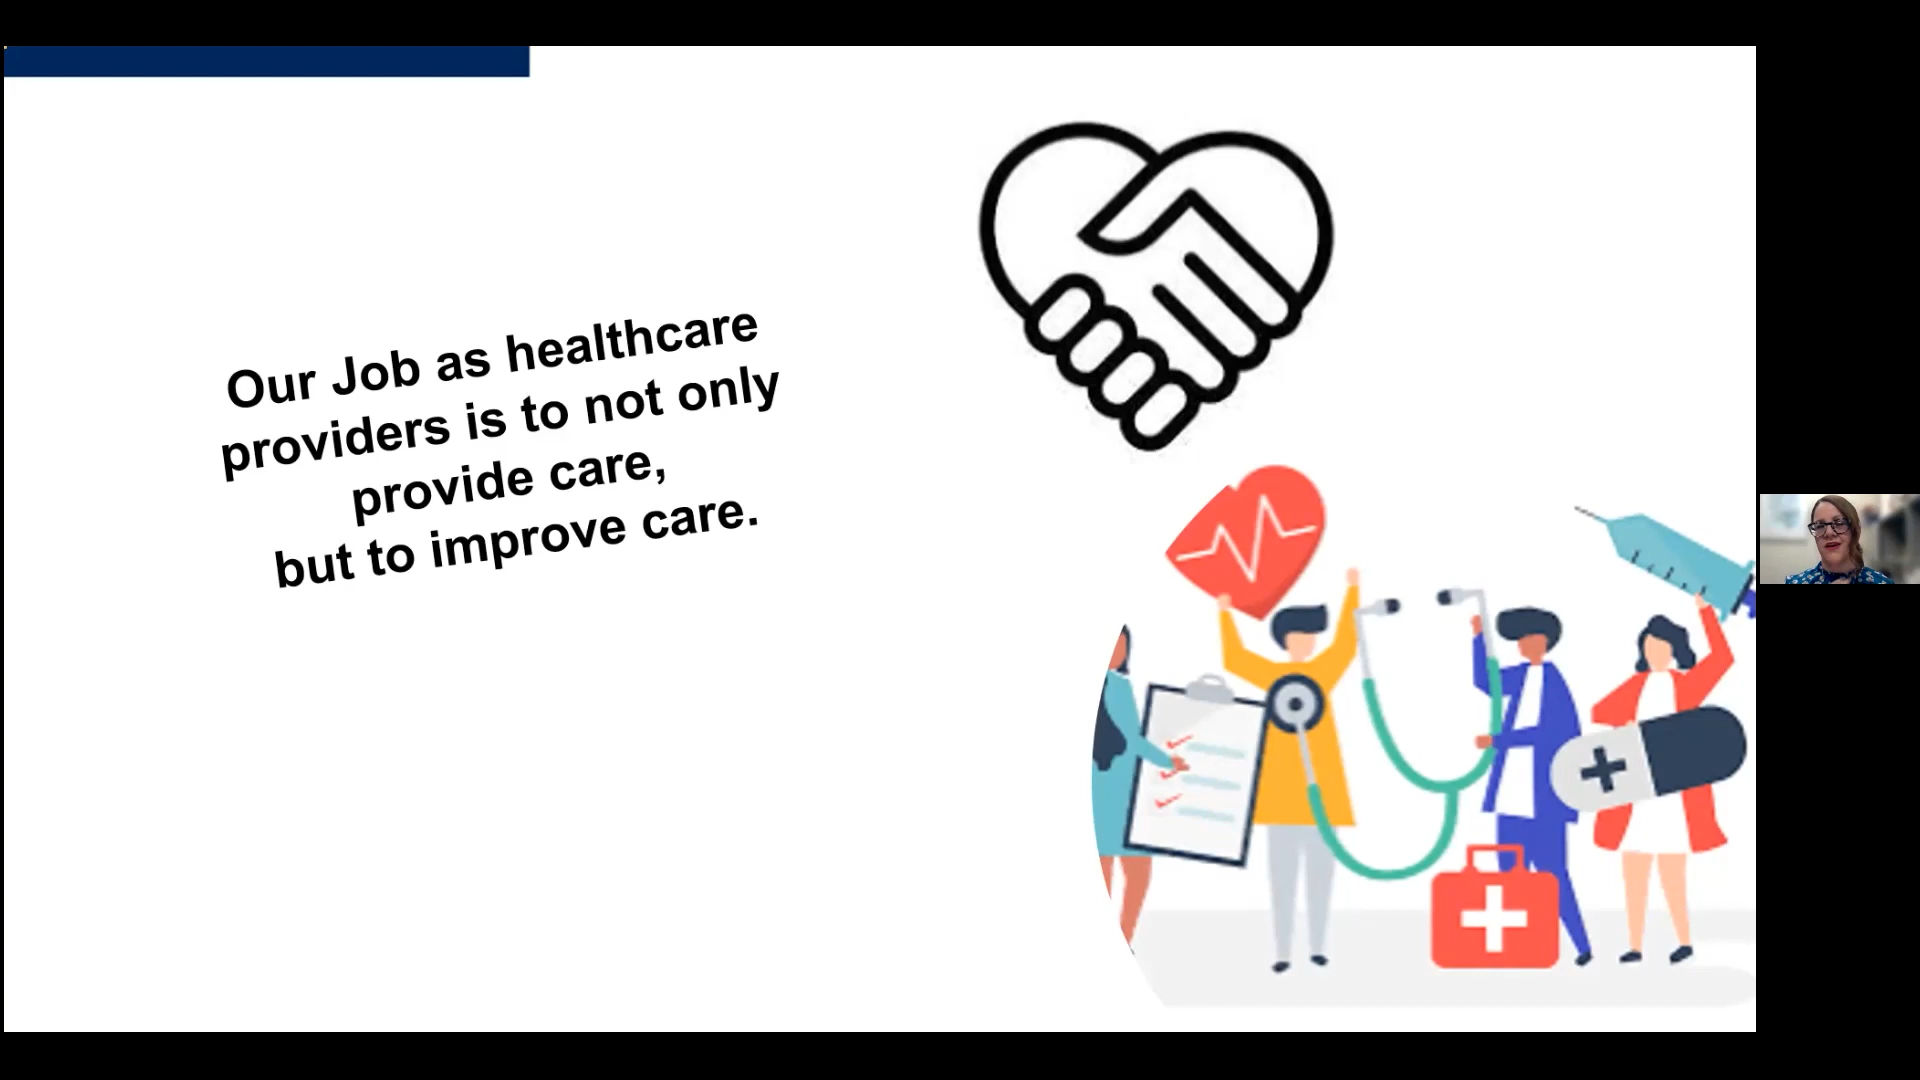 Our Job as healthcare
providers is to not only
provide care,
but to improve care.